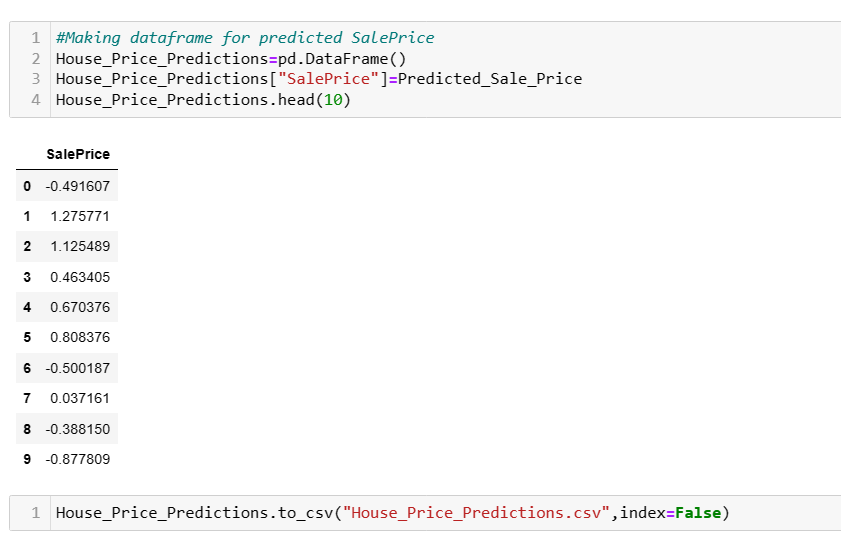 1 #Making dataframe for predicted SalePrice
2 House_Price_Predictions=pd.DataFrame()
3 House_Price_Predictions["SalePrice"]=Predicted_Sale_Price
4 House_Price_Predictions.head(10)
SalePrice
0 -0.491607
1 1.275771
2 1.125489
3 0.463405
4 0.670376
5 0.808376
6 -0.500187
7 0.037161
8 -0.388150
9 -0.877809
1 House_Price_Predictions.to_csv("House_Price_Predictions.csv",index=False)